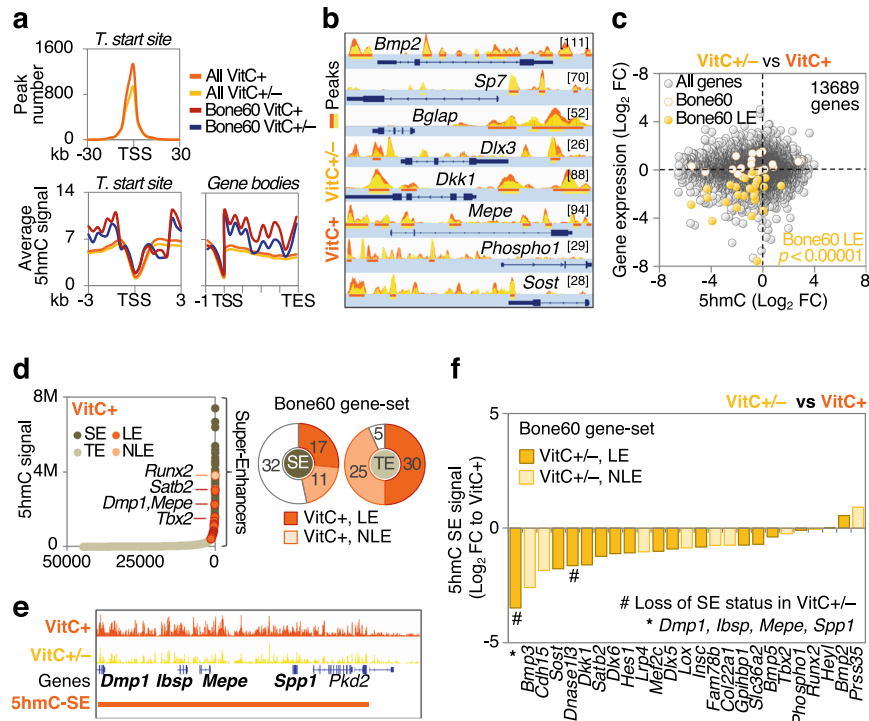 a
T. start site
1600
800
0
Peak number
kb -30 TSS 30
All VitC+
All VitC+/–
Bone60 VitC+
Bone60 VitC+/–
T. start site
Gene bodies
14
7
0
Average 5hmC signal
kb -3 TSS 3
-1 TSS TES
b
VitC+ VitC+/– Peaks
Bmp2 [111]
Sp7 [70]
Bglap [52]
Dlx3 [26]
Dkk1 [88]
Mepe [94]
Phospho1 [29]
Sost [28]
c
VitC+/– vs VitC+
All genes
Bone60
Bone60 LE
13689 genes
8
4
0
-4
-8
Gene expression (Log2 FC)
Bone60 LE
p<0.00001
-8 -4 0 4 8
5hmC (Log2 FC)
d
8M
4M
0
5hmC signal
VitC+
SE LE
TE NLE
Runx2
Satb2
Dmp1,Mepe
Tbx2
50000 25000 0
Super-Enhancers
Bone60 gene-set
32 17 11 SE
5 25 30 TE
VitC+, LE
VitC+, NLE
e
VitC+
VitC+/–
Genes Dmp1 Ibsp Mepe Spp1 Pkd2
5hmC-SE
f
VitC+/– vs VitC+
5
0
-5
5hmC SE signal
(Log2 FC to VitC+)
Bone60 gene-set
VitC+/–, LE
VitC+/–, NLE
#
#
# Loss of SE status in VitC+/–
* Dmp1, Ibsp, Mepe, Spp1
*
Bmp3
Cdh15
Sost
Dnase1l3
Dkk1
Satb2
Dlx6
Hes1
Lrp4
Mef2c
Dlx5
Lox
Insc
Fam78b
Col22a1
Gpihbp1
Slc36a2
Bmp5
Tbx2
Phospho1
Runx2
Heyl
Bmp2
Prss35